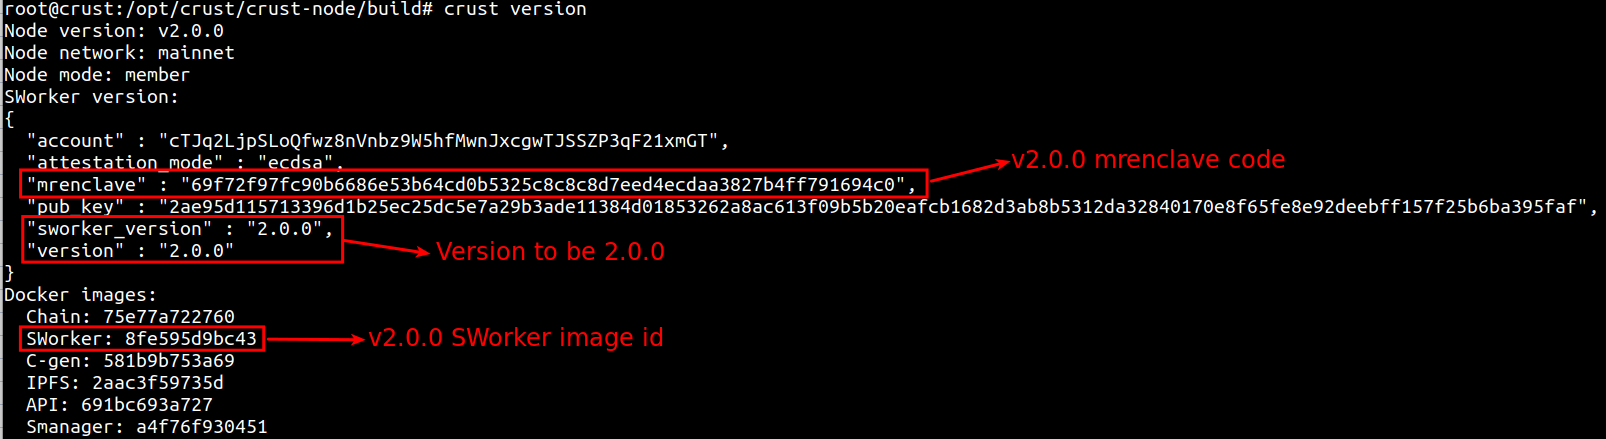 root@crust:/opt/crust/crust-node/build# crust version
Node version: v2.0.0
Node network: mainnet
Node mode: member
SWorker version:
{
"account" : "cTJq2LjpSLoQfwz8nVnbz9W5hfMwnJxcgwTJSSZP3qF21xmGT",
"attestation_mode" : "ecdsa",
"mrenclave" : "69f72f97fc90b6686e53b64cd0b5325c8c8c8d7eed4ecdaa3827b4ff791694c0", v2.0.0 mrenclave code
"pub_key" : "2ae95d115713396d1b25ec25dc5e7a29b3ade11384d01853262a8ac613f09b5b20eafcb1682d3ab8b5312da32840170e8f65fe8e92deebff157f25b6ba395faf",
"sworker_version" : "2.0.0",
"version" : "2.0.0" Version to be 2.0.0
}
Docker images:
Chain: 75e77a722760
SWorker: 8fe595d9bc43 v2.0.0 SWorker image id
C-gen: 581b9b753a69
IPFS: 2aac3f59735d
API: 691bc693a727
Smanager: a4f76f930451